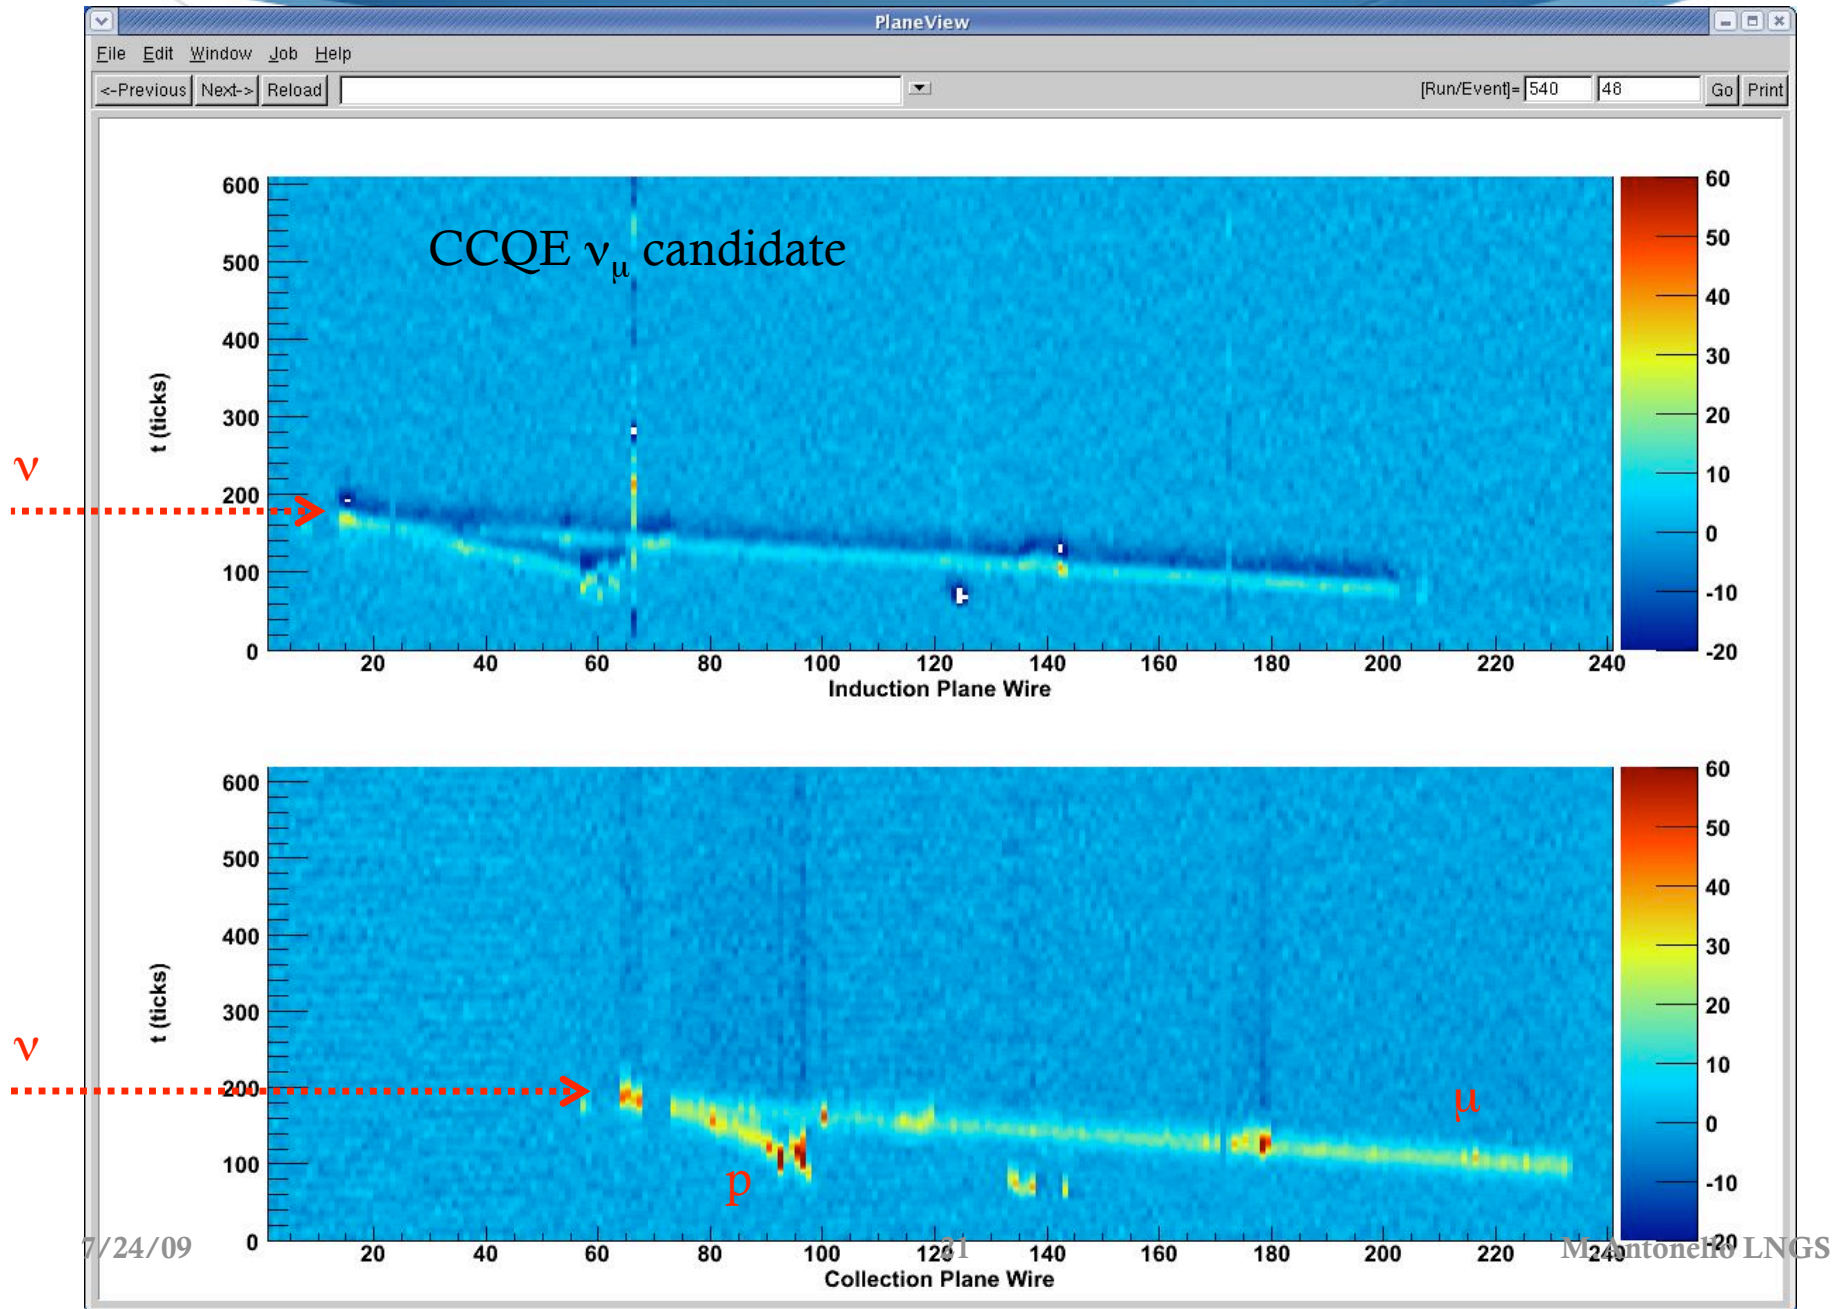 PlaneView
File Edit Window Job Help
<-Previous Next-> Reload [Run/Event]= 540 48 Go Print
CCQE νμ candidate
600
500
400
300
200
100
0
t (ticks)
ν
20 40 60 80 100 120 140 160 180 200 220 240
Induction Plane Wire
60
50
40
30
20
10
0
-10
-20
600
500
400
300
200
100
0
t (ticks)
ν
μ
p
20 40 60 80 100 120 140 160 180 200 220 240
Collection Plane Wire
60
50
40
30
20
10
0
-10
-20
7/24/09 21 M. Antonello LNGS